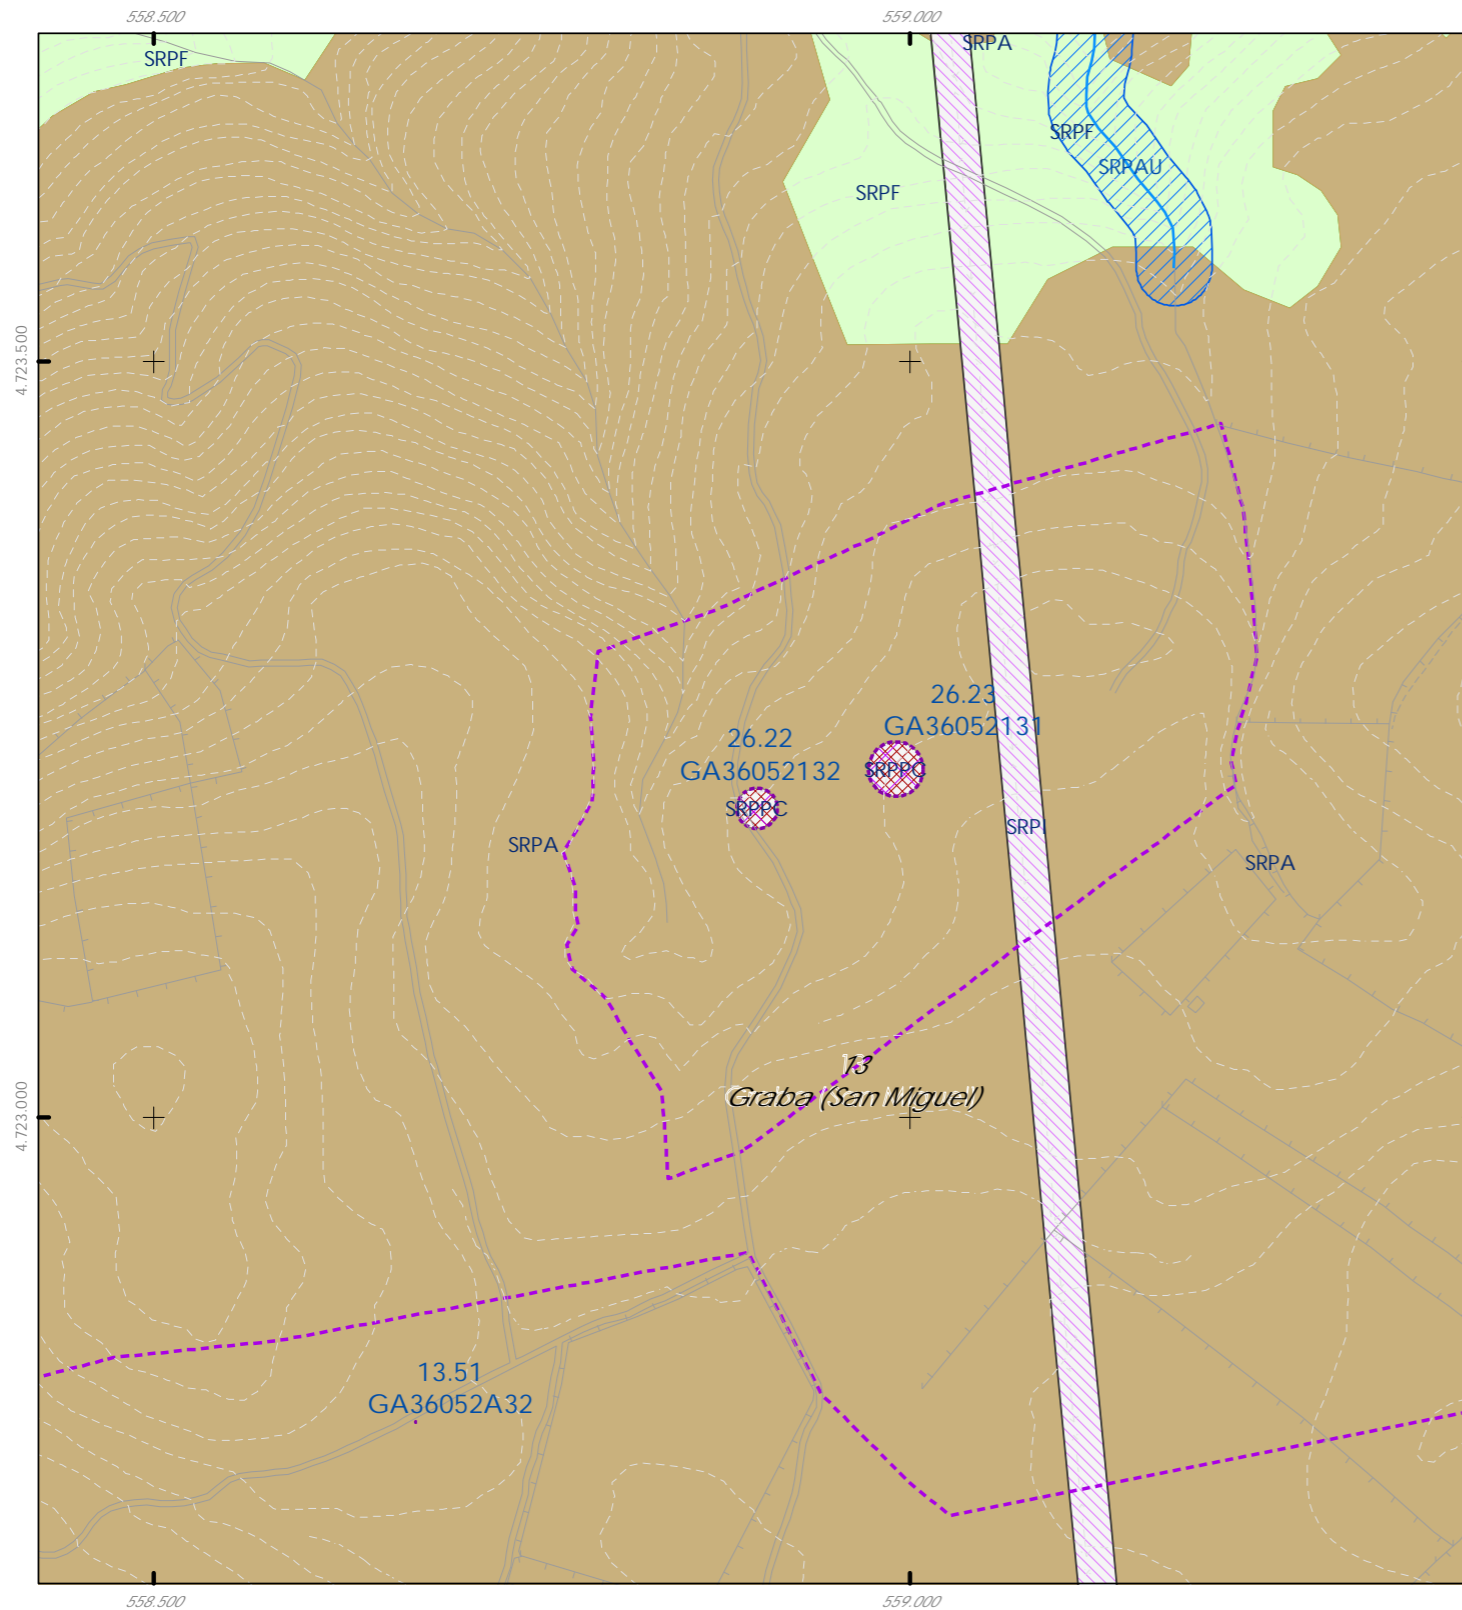 558.500
559.000
SRPF
SRPA
SRPF
SRPAU
SRPF
4.723.500
26.23
GA36052131
26.22
GA36052132
SRPPC
SRPPC
SRPI
SRPA
SRPA
13
Graba (San Miguel)
4.723.000
13.51
GA36052A32
558.500
559.000